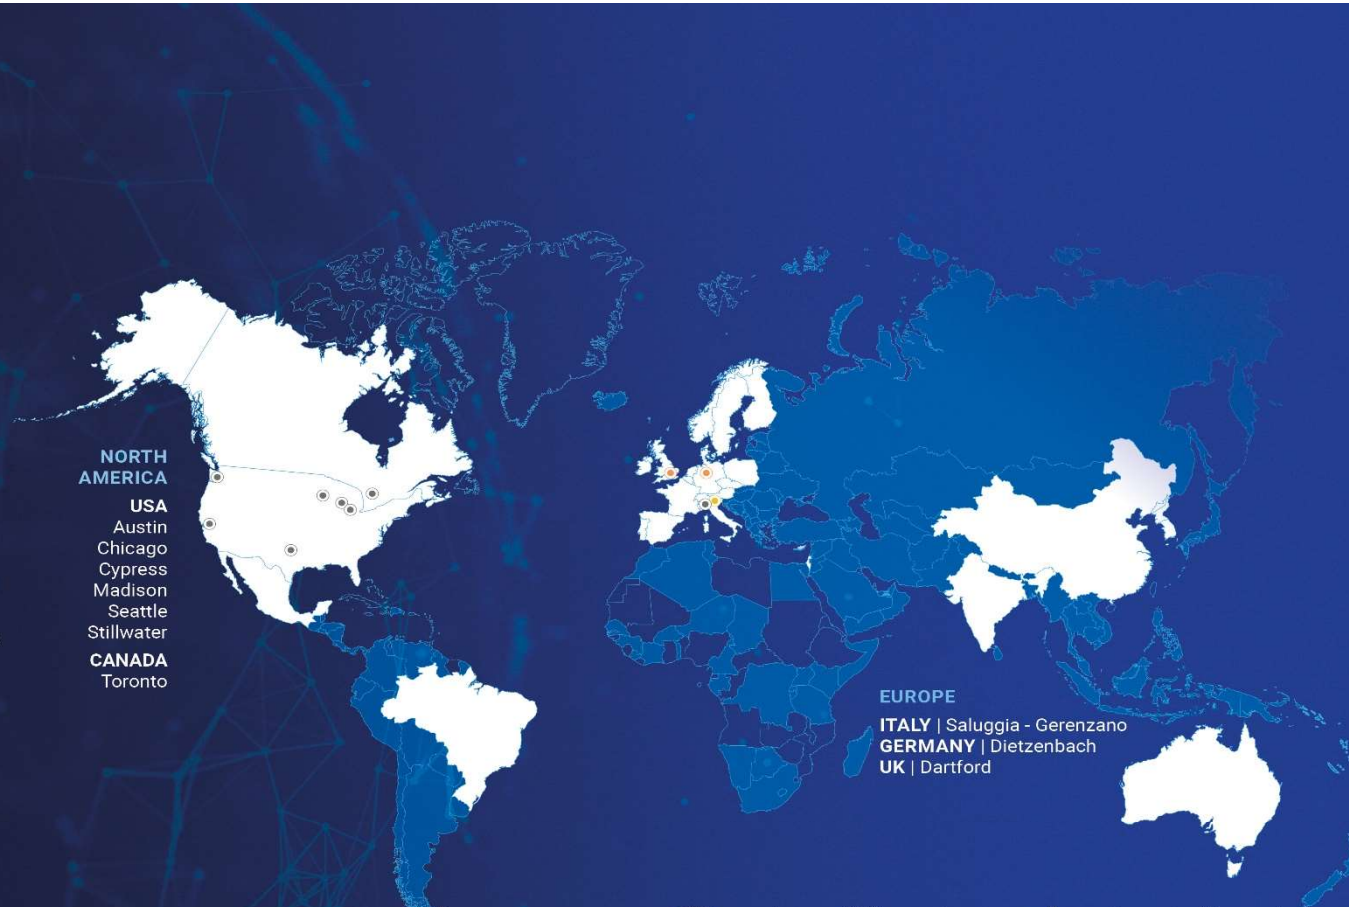 NORTH
AMERICA
USA
Austin
Chicago
Cypress
Madison
Seattle
Stillwater
CANADA
Toronto
EUROPE
ITALY | Saluggia - Gerenzano
GERMANY | Dietzenbach
UK | Dartford